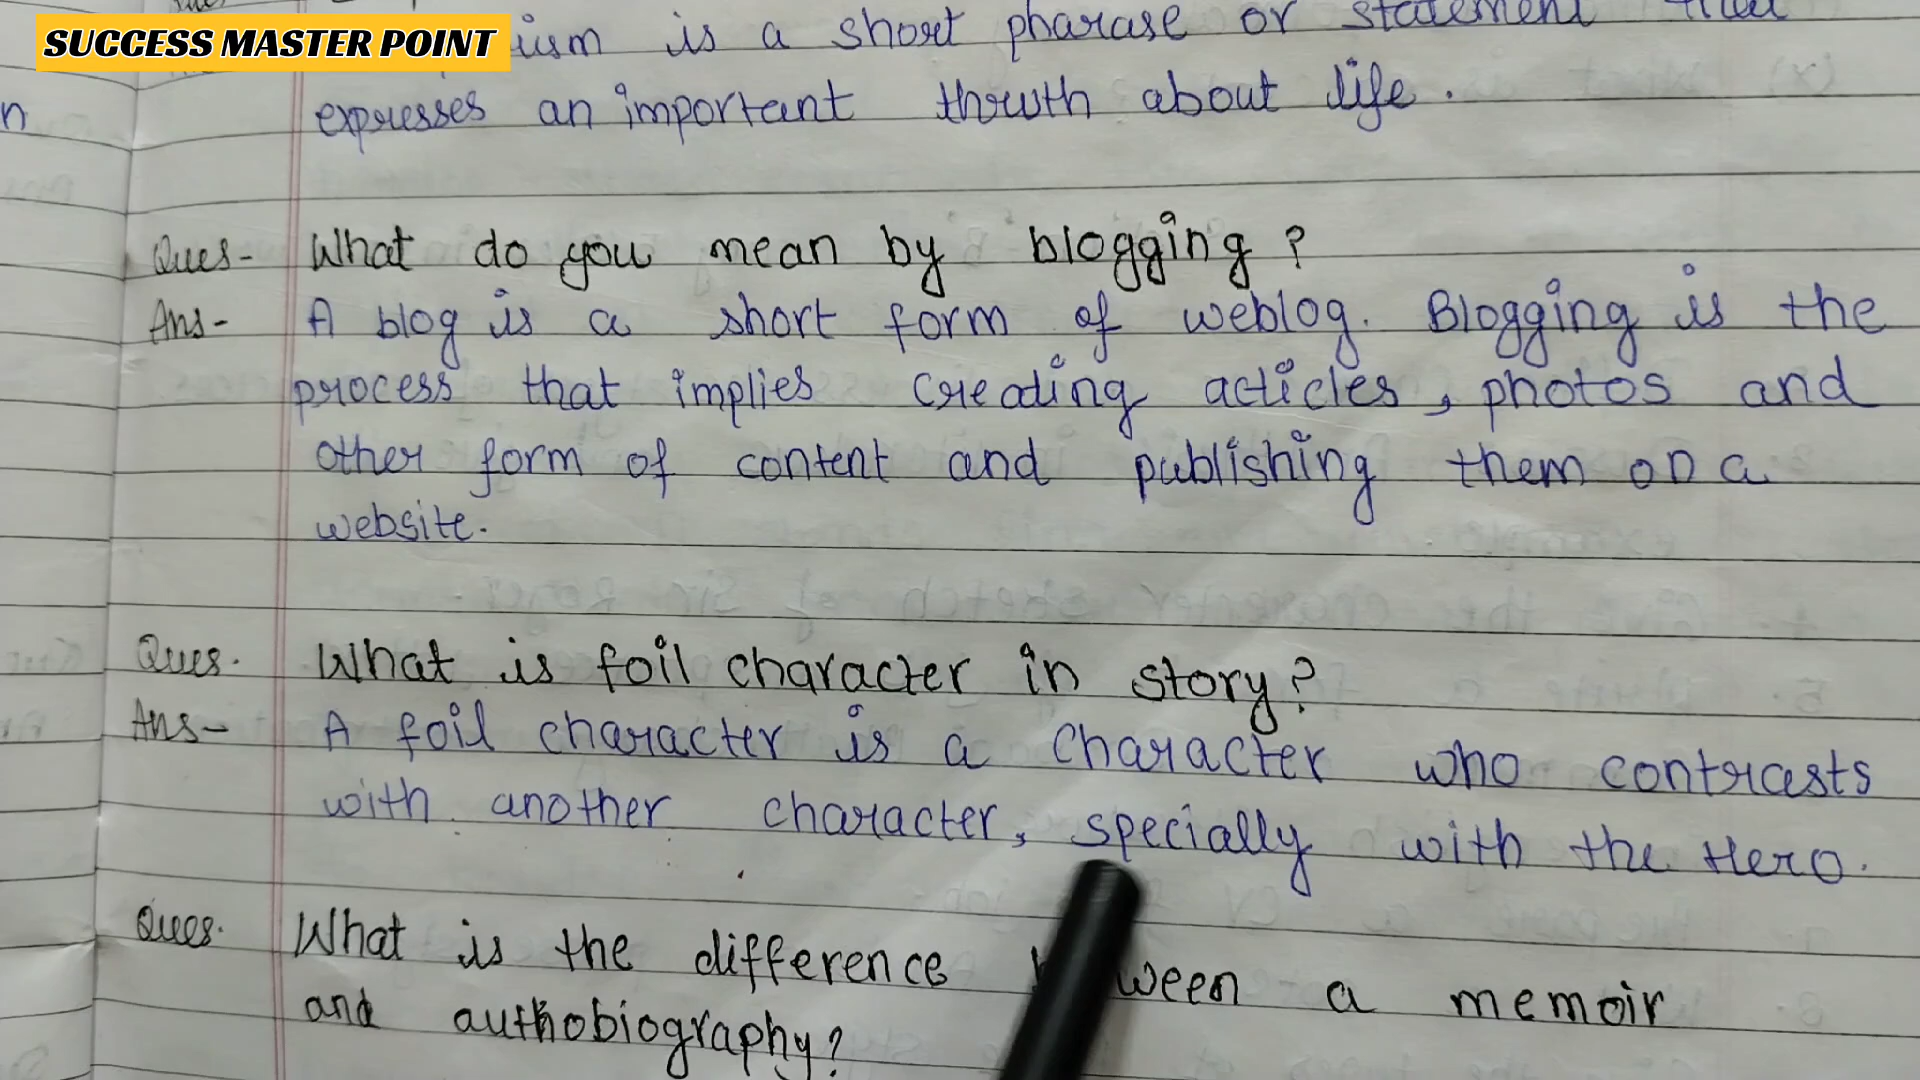 SUCCESS MASTER POINT
ism is a short pharase or statement that
expresses an important thruth about life.
n
Ques- What do you mean by blogging?
Ans- A blog is a short form of weblog. Blogging is the
process that implies creating acticles, photos and
other form of content and publishing them on a
website.
Ques. What is foil character in story?
Ans- A foil character is a character who contrasts
with another character, specially with the Hero.
Ques. What is the difference ween a memoir
and authobiography?